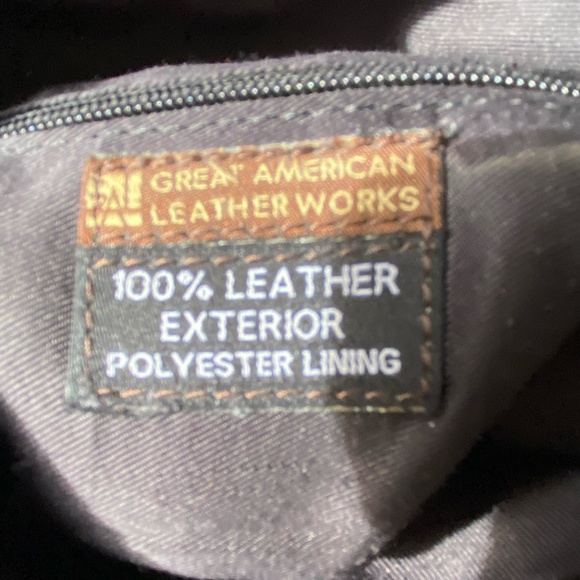 GREAT AMERICAN
LEATHER WORKS
100% LEATHER
EXTERIOR
POLYESTER LINING